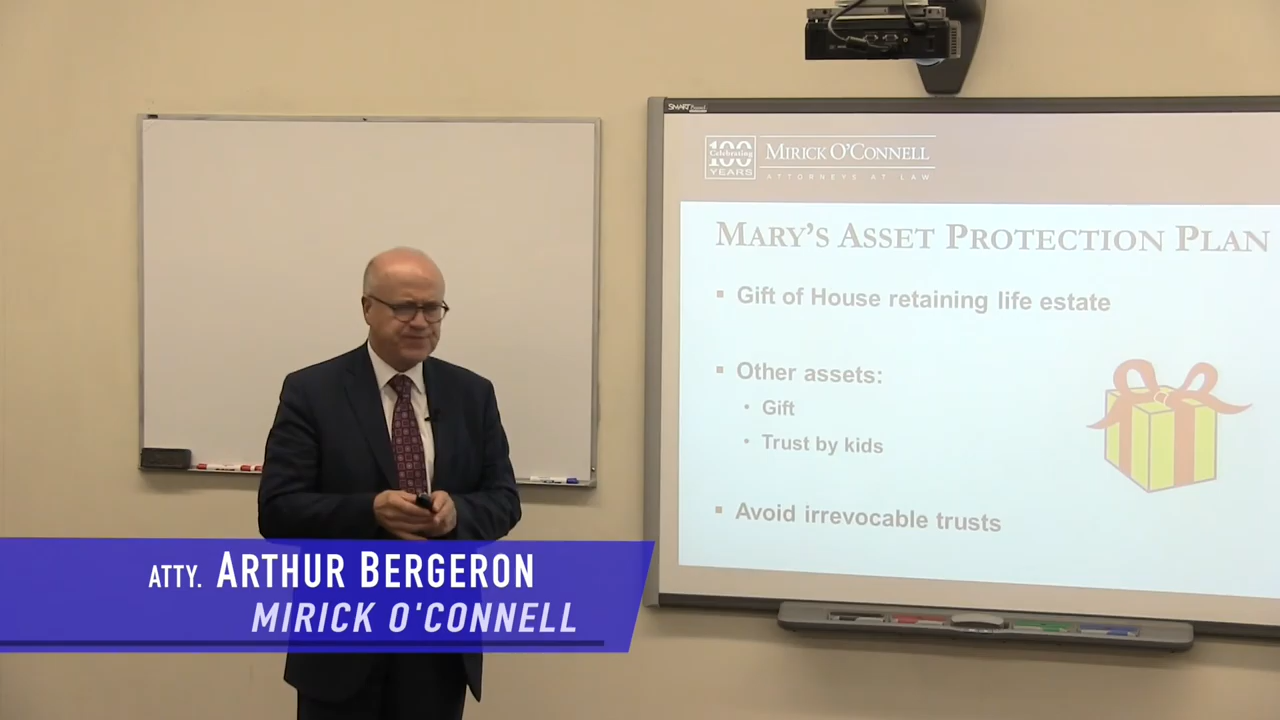 SMART
Celebrating
100
YEARS
MIRICK O'CONNELL
ATTORNEYS AT LAW
MARY'S ASSET PROTECTION PLAN
▪ Gift of House retaining life estate
▪ Other assets:
• Gift
• Trust by kids
▪ Avoid irrevocable trusts
ATTY. ARTHUR BERGERON
MIRICK O'CONNELL